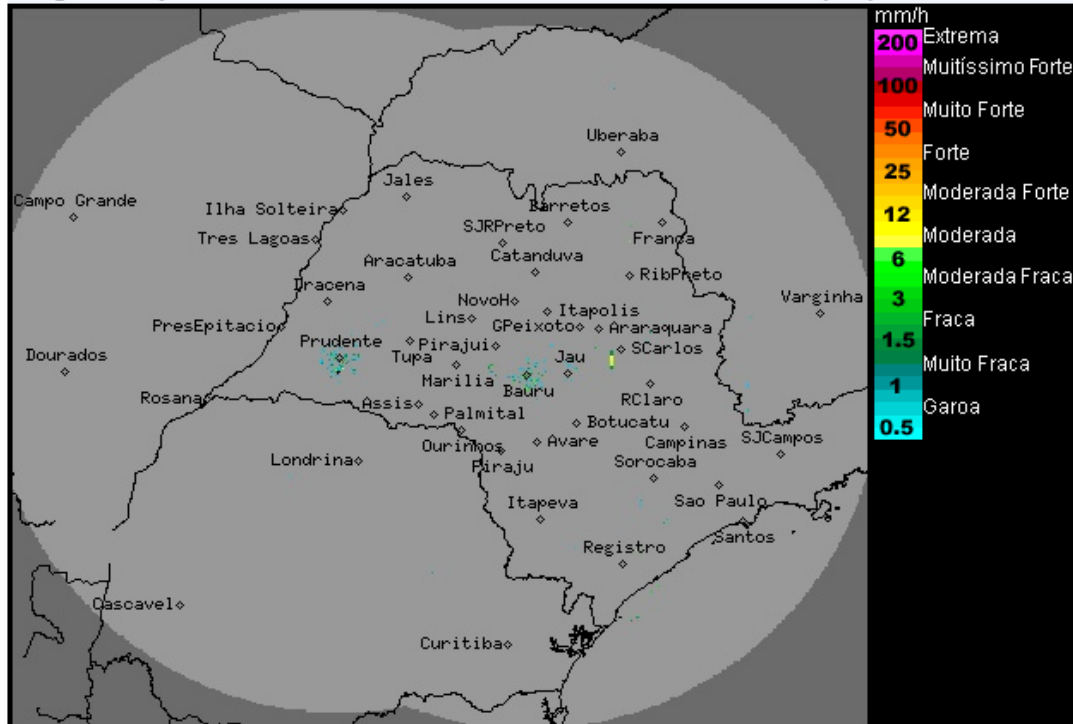 mm/h
200 Extrema
Muitíssimo Forte
100
Muito Forte
50
Forte
25
Moderada Forte
12
Moderada
6
Moderada Fraca
3
Fraca
1.5
Muito Fraca
1
Garoa
0.5
Uberaba
Jales
Campo Grande
Ilha Solteira
Barretos
Tres Lagoas
SJRPreto
Franca
Aracatuba
Catanduva
RibPreto
Dracena
NovoH
Itapolis
Varginha
PresEpitacio
Lins
GPeixoto
Araraquara
Prudente
Pirajui
SCarlos
Dourados
Tupa
Jau
Marilia
Bauru
Rosana
Assis
RClaro
Palmital
Botucatu
Ourinhos
Avare
Campinas
SJCampos
Londrina
Piraju
Sorocaba
Itapeva
Sao Paulo
Santos
Registro
Cascavel
Curitiba